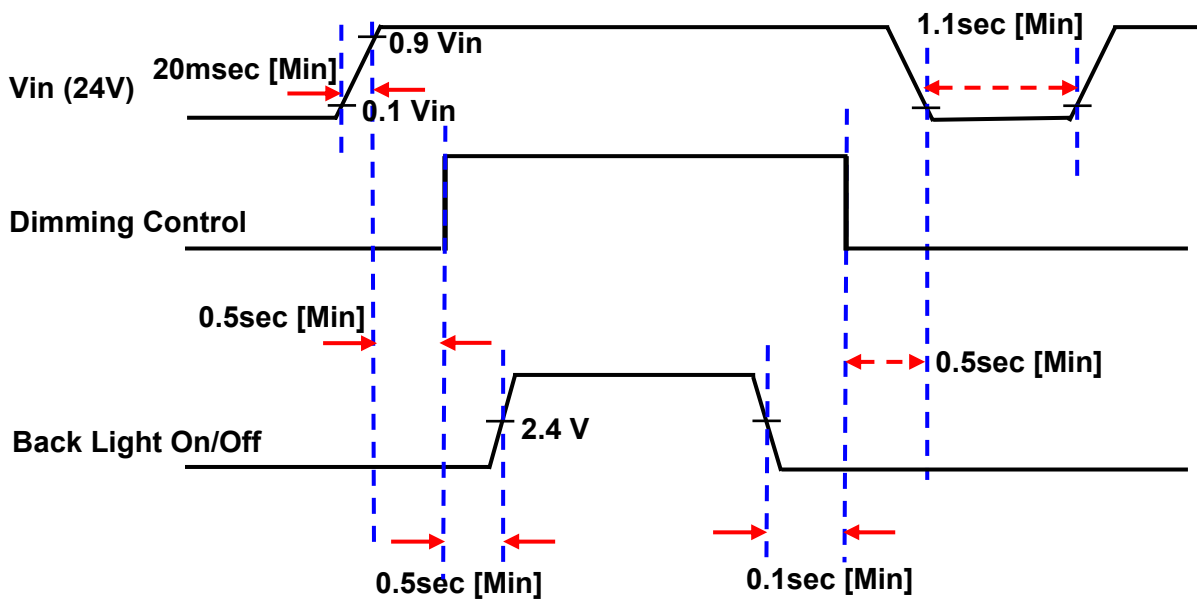 1.1sec [Min]
0.9 Vin
20msec [Min]
Vin (24V)
0.1 Vin
Dimming Control
0.5sec [Min]
0.5sec [Min]
2.4 V
Back Light On/Off
0.5sec [Min]
0.1sec [Min]